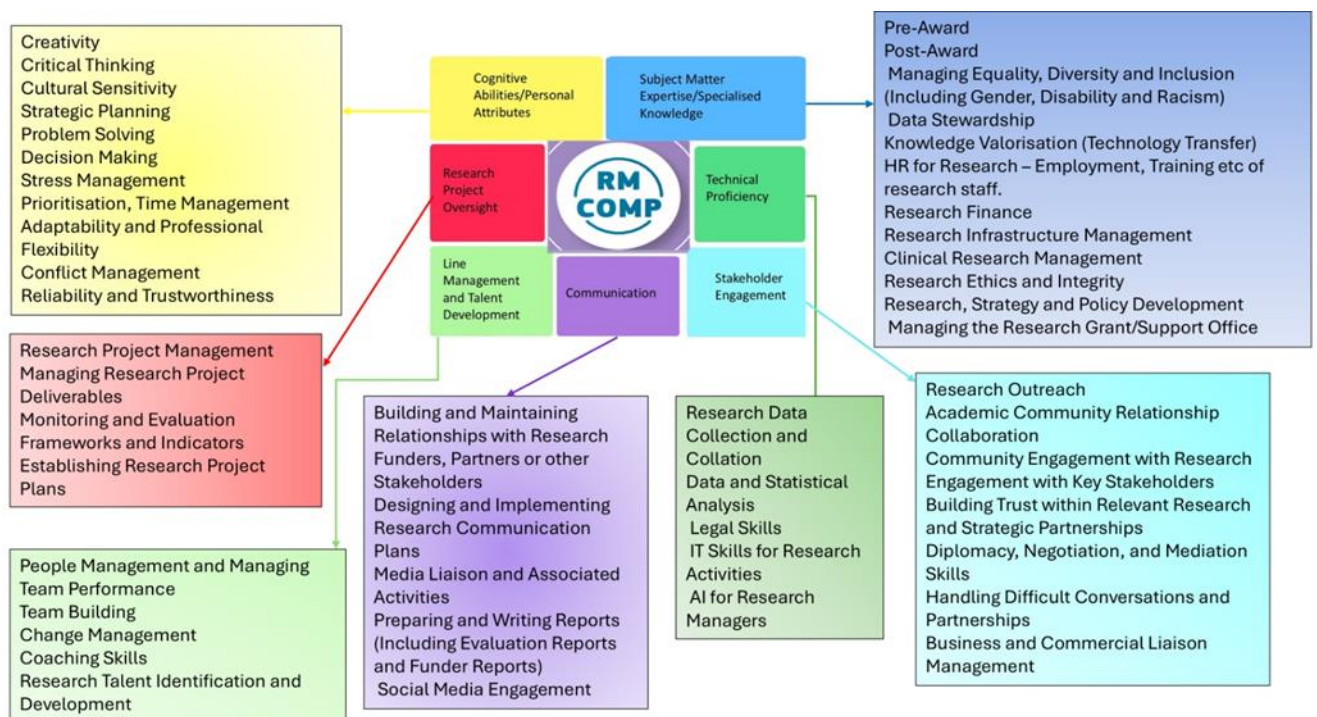 Creativity
Critical Thinking
Cultural Sensitivity
Strategic Planning
Problem Solving
Decision Making
Stress Management
Prioritisation, Time Management
Adaptability and Professional
Flexibility
Conflict Management
Reliability and Trustworthiness
Cognitive
Abilities/Personal
Attributes
Subject Matter
Expertise/Specialised
Knowledge
Research
Project
Oversight
RM
COMP
Technical
Proficiency
Line
Management
and Talent
Development
Communication
Stakeholder
Engagement
Pre-Award
Post-Award
Managing Equality, Diversity and Inclusion
(Including Gender, Disability and Racism)
Data Stewardship
Knowledge Valorisation (Technology Transfer)
HR for Research – Employment, Training etc of
research staff.
Research Finance
Research Infrastructure Management
Clinical Research Management
Research Ethics and Integrity
Research, Strategy and Policy Development
Managing the Research Grant/Support Office
Research Project Management
Managing Research Project
Deliverables
Monitoring and Evaluation
Frameworks and Indicators
Establishing Research Project
Plans
People Management and Managing
Team Performance
Team Building
Change Management
Coaching Skills
Research Talent Identification and
Development
Building and Maintaining
Relationships with Research
Funders, Partners or other
Stakeholders
Designing and Implementing
Research Communication
Plans
Media Liaison and Associated
Activities
Preparing and Writing Reports
(Including Evaluation Reports
and Funder Reports)
Social Media Engagement
Research Data
Collection and
Collation
Data and Statistical
Analysis
Legal Skills
IT Skills for Research
Activities
AI for Research
Managers
Research Outreach
Academic Community Relationship
Collaboration
Community Engagement with Research
Engagement with Key Stakeholders
Building Trust within Relevant Research
and Strategic Partnerships
Diplomacy, Negotiation, and Mediation
Skills
Handling Difficult Conversations and
Partnerships
Business and Commercial Liaison
Management